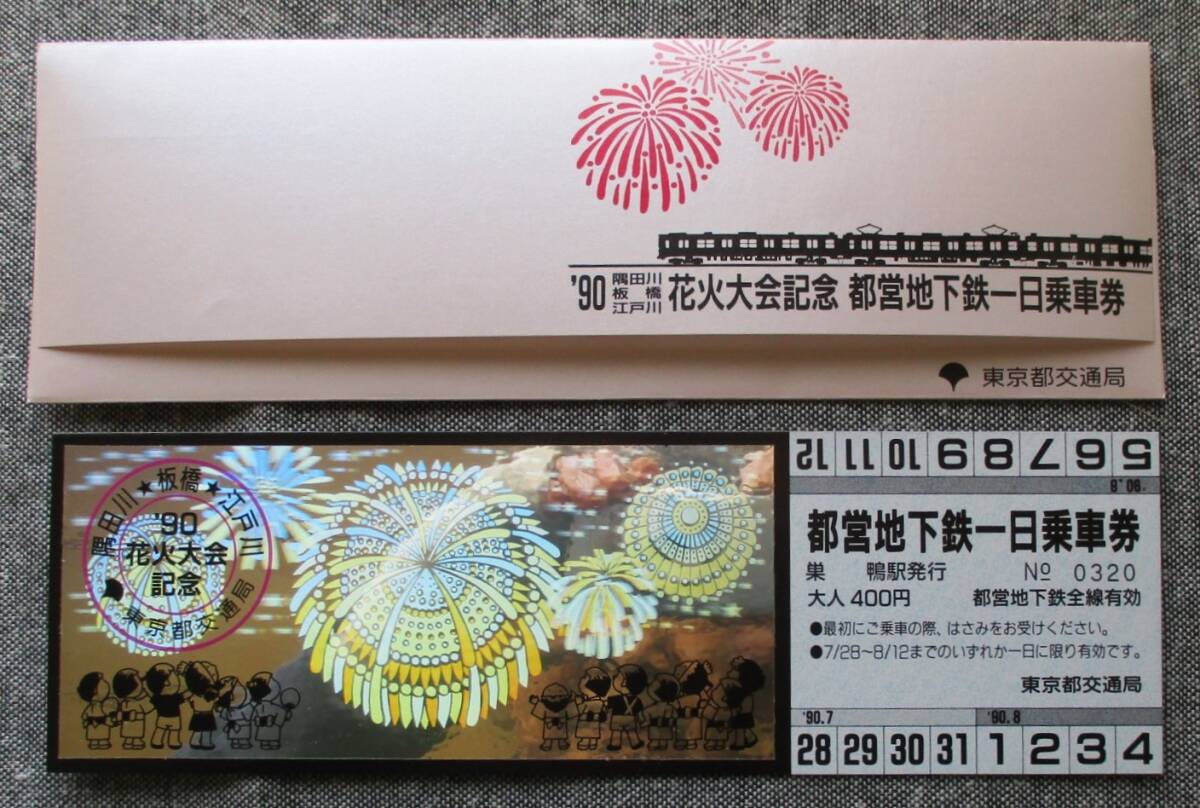 '90 隅田川 板橋 江戸川 花火大会記念 都営地下鉄一日乗車券
東京都交通局
隅田川★板橋★江戸川
'90
花火大会
記念
東京都交通局
5 6 7 8 9 10 11 12
'90.8
都営地下鉄一日乗車券
巣鴨駅発行 No 0320
大人400円 都営地下鉄全線有効
●最初にご乗車の際、はさみをお受けください。
●7/28~8/12までのいずれか一日に限り有効です。
東京都交通局
'90.7 '90.8
28 29 30 31 1 2 3 4